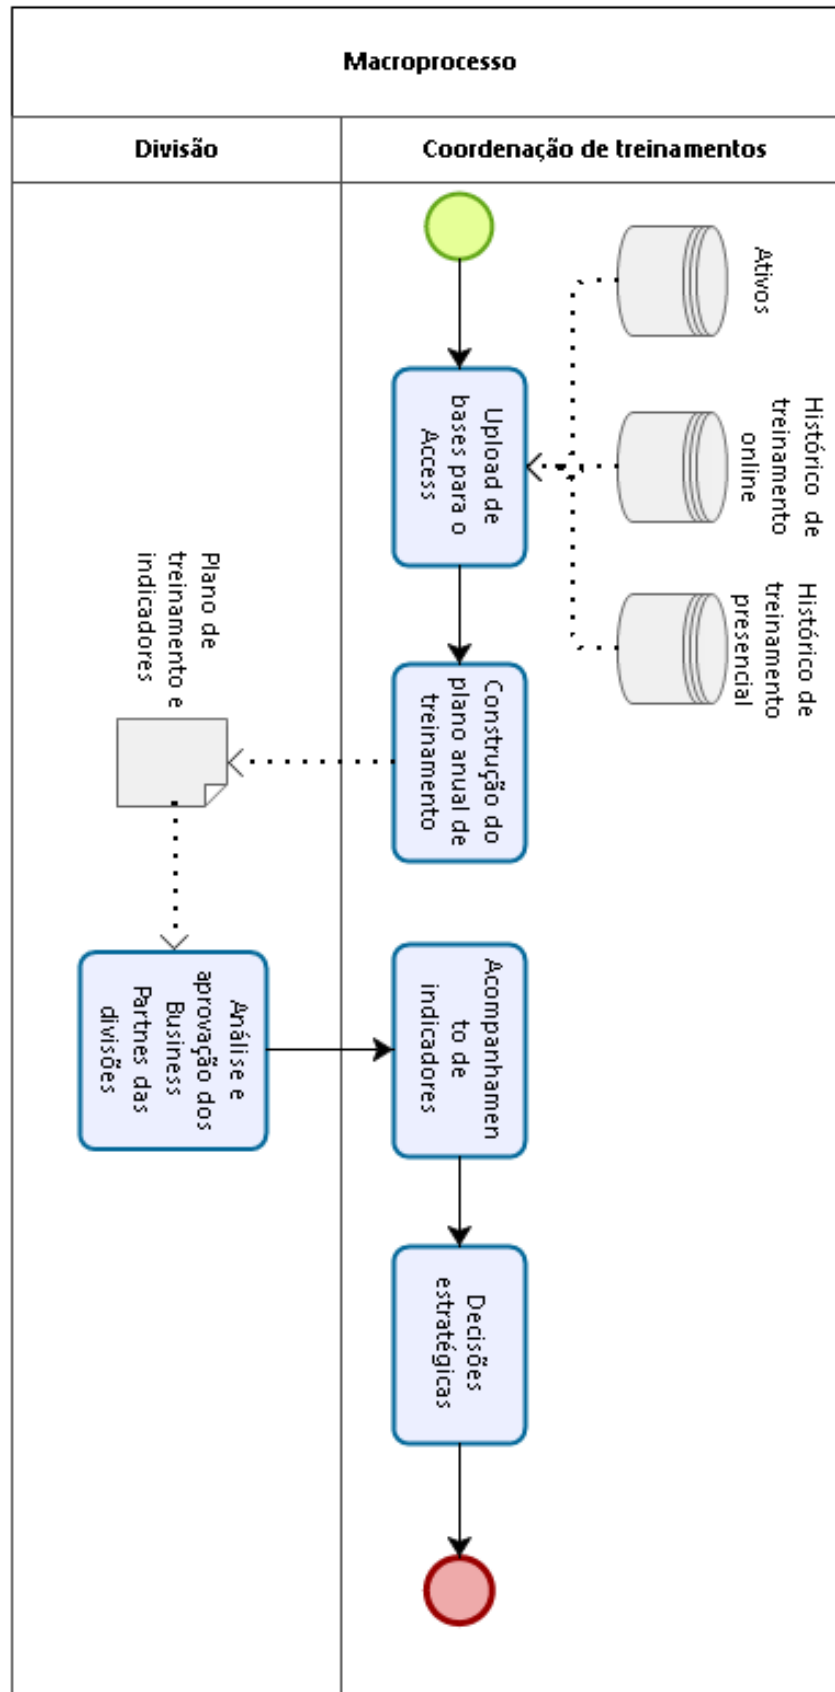 Macroprocesso
Divisão
Coordenação de treinamentos
Ativos
Histórico de
treinamento
online
Histórico de
treinamento
presencial
Upload de
bases para o
Access
Construção do
plano anual de
treinamento
Plano de
treinamento e
indicadores
Análise e
aprovação dos
Business
Partnes das
divisões
Acompanhamen
to de
indicadores
Decisões
estratégicas